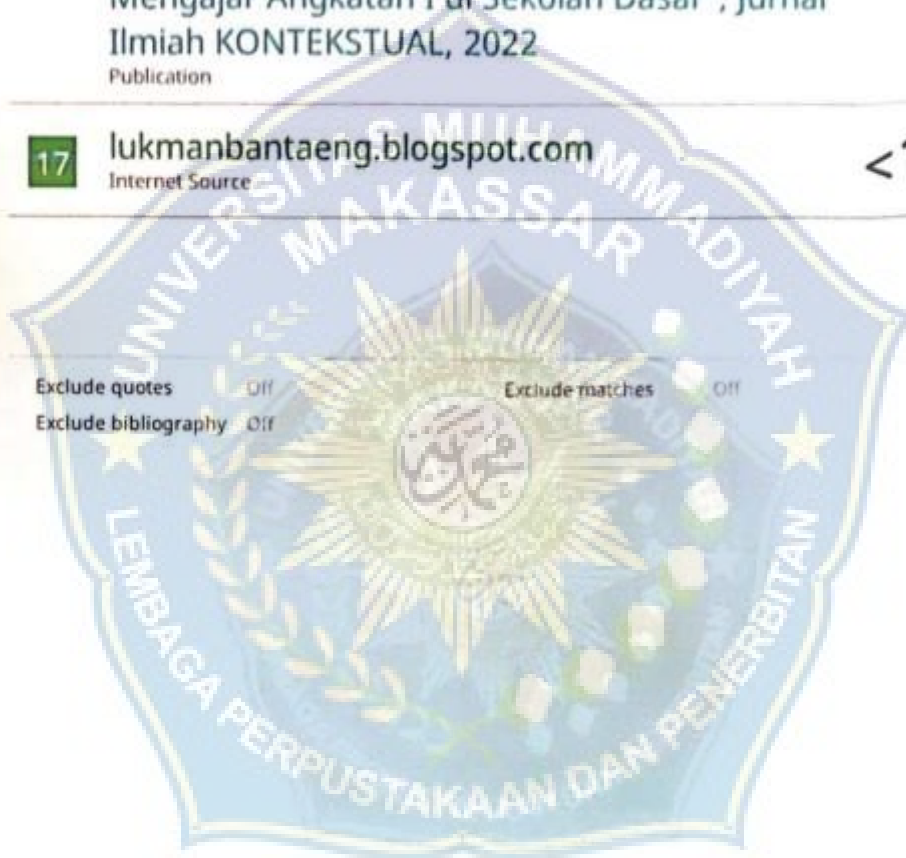 Mengajar Angkatan I di Sekolah Dasar", Jurnal
Ilmiah KONTEKSTUAL, 2022
Publication
17 lukmanbantaeng.blogspot.com
Internet Source
<
UNIVERSITAS MUHAMMADIYAH
MAKASSAR
Exclude quotes Off
Exclude matches Off
Exclude bibliography Off
LEMBAGA PERPUSTAKAAN DAN PENERBITAN